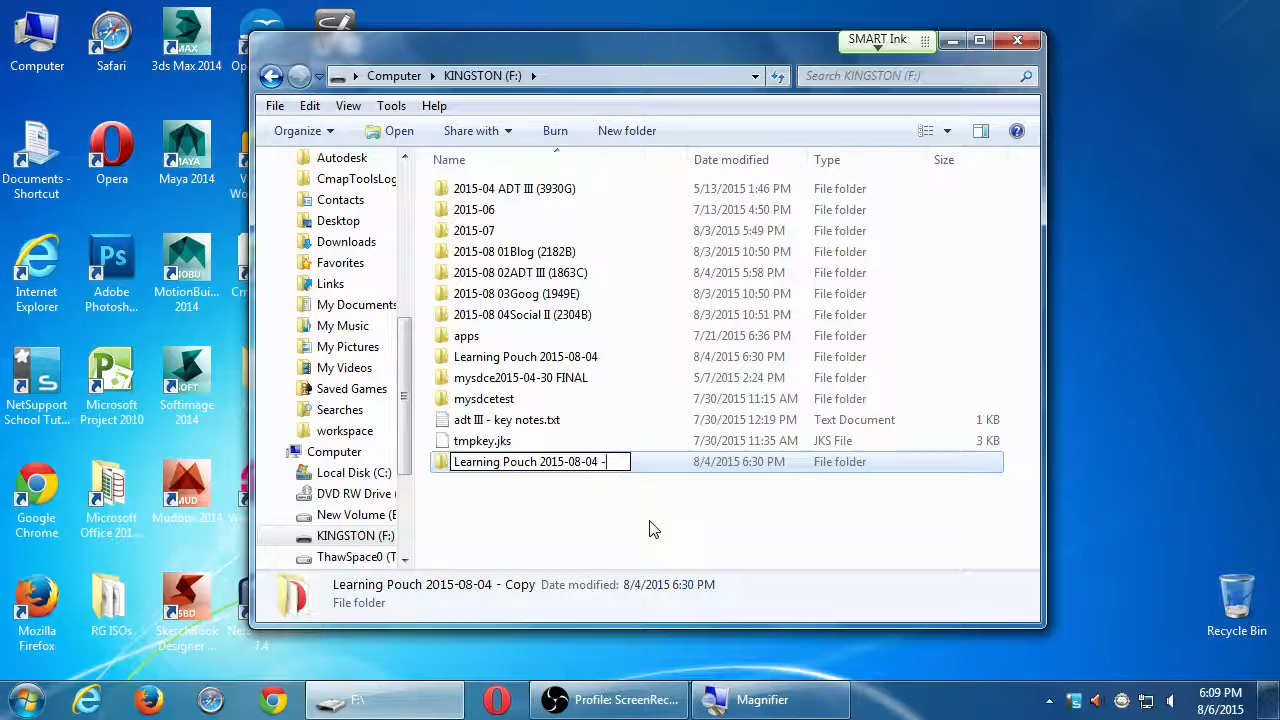 Computer
Safari
3ds Max 2014
SMART Ink
Computer
KINGSTON (F:)
Search KINGSTON (F:)
File
Edit
View
Tools
Help
Organize
Open
Share with
Burn
New folder
Documents - Shortcut
Opera
Maya 2014
Internet Explorer
Adobe Photosh...
MotionBui... 2014
NetSupport School Tut...
Microsoft Project 2010
Softimage 2014
Google Chrome
Microsoft Office 201...
Mudbox 2014
Mozilla Firefox
RG ISOs
SketchBook Designer ...
7.4
Autodesk
CmapToolsLog
Contacts
Desktop
Downloads
Favorites
Links
My Documents
My Music
My Pictures
My Videos
Saved Games
Searches
workspace
Computer
Local Disk (C:)
DVD RW Drive (
New Volume (E
KINGSTON (F:)
ThawSpace0 (T
Name
Date modified
Type
Size
2015-04 ADT III (3930G) 5/13/2015 1:46 PM File folder
2015-06 7/13/2015 4:50 PM File folder
2015-07 8/3/2015 5:49 PM File folder
2015-08 01Blog (2182B) 8/3/2015 10:50 PM File folder
2015-08 02ADT III (1863C) 8/4/2015 5:58 PM File folder
2015-08 03Goog (1949E) 8/3/2015 10:50 PM File folder
2015-08 04Social II (2304B) 8/3/2015 10:51 PM File folder
apps 7/21/2015 6:36 PM File folder
Learning Pouch 2015-08-04 8/4/2015 6:30 PM File folder
mysdce2015-04-30 FINAL 5/7/2015 2:24 PM File folder
mysdcetest 7/30/2015 11:15 AM File folder
adt III - key notes.txt 7/30/2015 12:19 PM Text Document 1 KB
tmpkey.jks 7/30/2015 11:35 AM JKS File 3 KB
Learning Pouch 2015-08-04 - 8/4/2015 6:30 PM File folder
Learning Pouch 2015-08-04 - Copy Date modified: 8/4/2015 6:30 PM
File folder
Recycle Bin
F:\
Profile: ScreenRec...
Magnifier
6:09 PM
8/6/2015